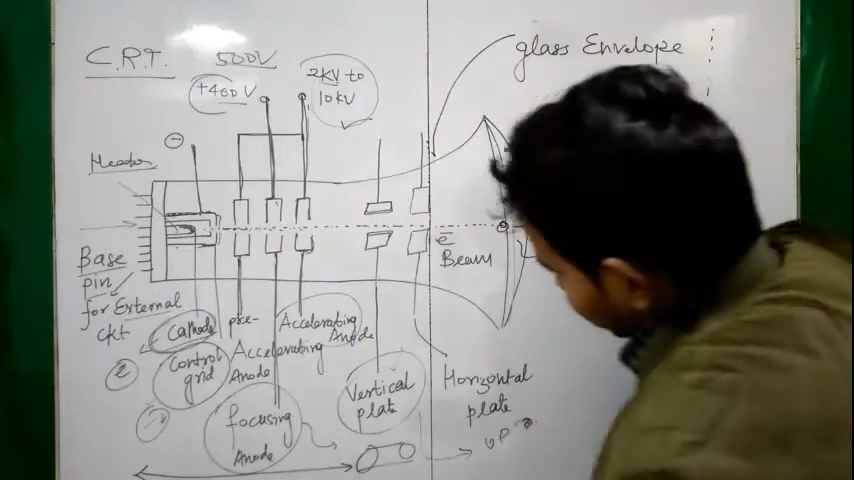 C.R.T.
500V
+400V
2KV to
10KV
glass Envelope
Heater
Base
pin
for External
Ckt
Cathode
Control
grid
pre-
Accelerating
Anode
Accelerating
Anode
focusing
Anode
Vertical
plate
Horizontal
plate
e
Beam